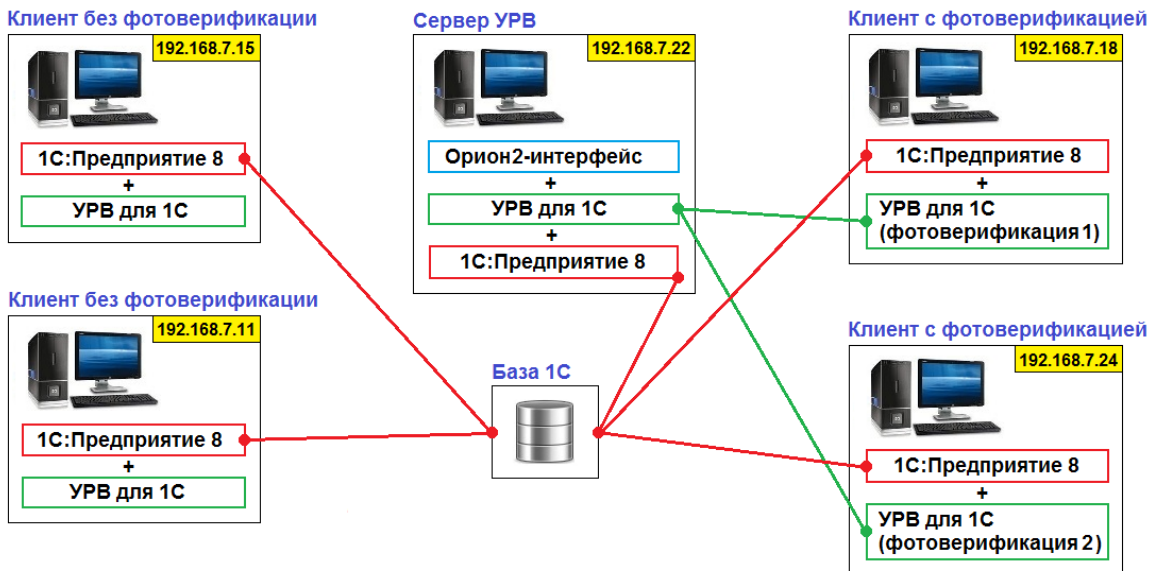 Клиент без фотоверификации
192.168.7.15
1С:Предприятие 8
+
УРВ для 1С
Клиент без фотоверификации
192.168.7.11
1С:Предприятие 8
+
УРВ для 1С
Сервер УРВ
192.168.7.22
Орион2-интерфейс
+
УРВ для 1С
+
1С:Предприятие 8
База 1С
Клиент с фотоверификацией
192.168.7.18
1С:Предприятие 8
+
УРВ для 1С
(фотоверификация 1)
Клиент с фотоверификацией
192.168.7.24
1С:Предприятие 8
+
УРВ для 1С
(фотоверификация 2)